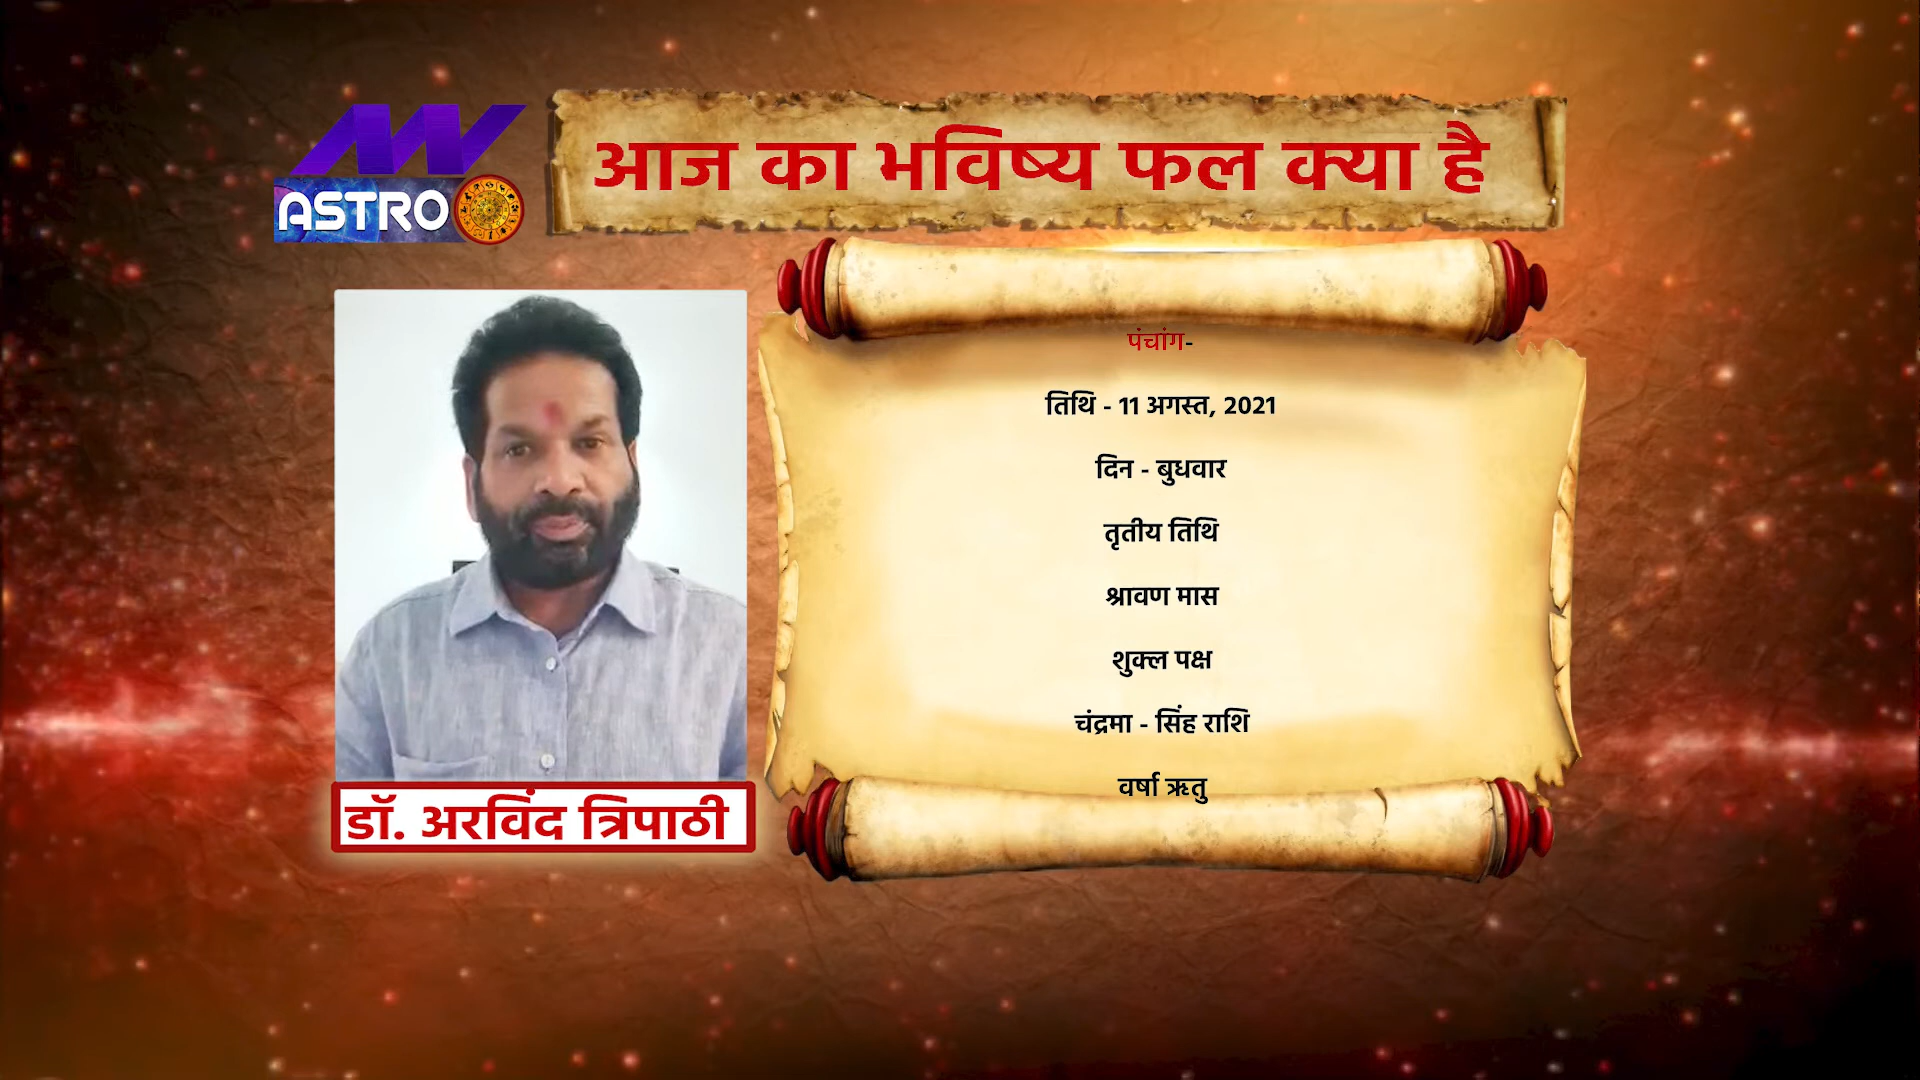 ASTRO
आज का भविष्य फल क्या है
पंचांग-
तिथि - 11 अगस्त, 2021
दिन - बुधवार
तृतीय तिथि
श्रावण मास
शुक्ल पक्ष
चंद्रमा - सिंह राशि
वर्षा ऋतु
डॉ. अरविंद त्रिपाठी